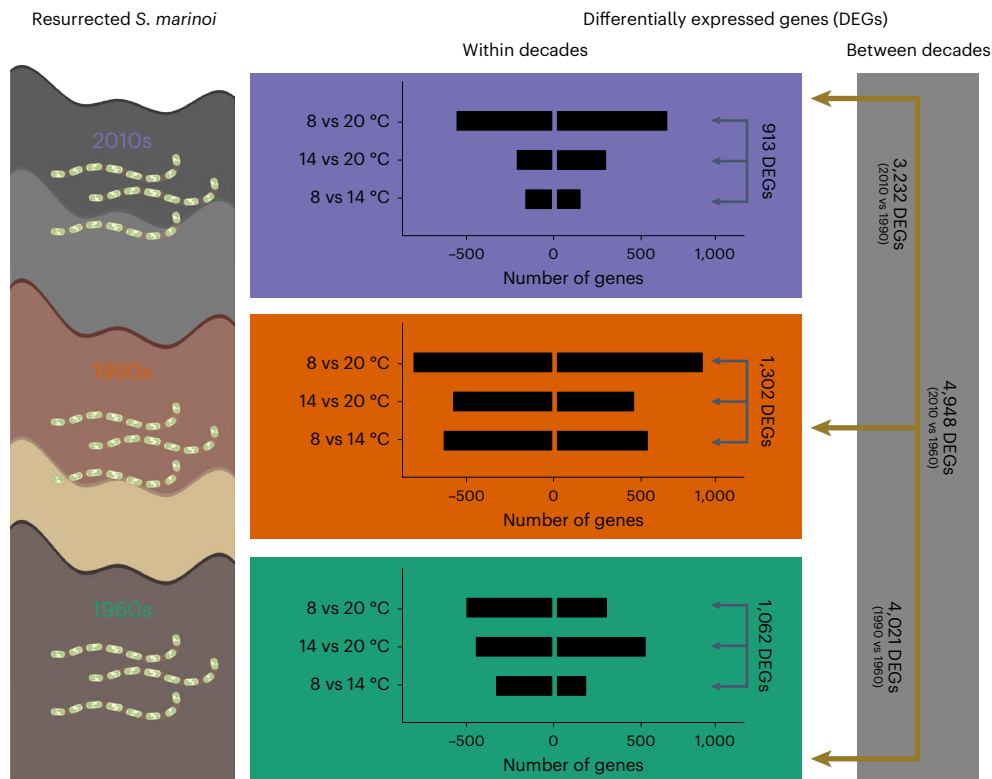 Resurrected S. marinoi
Differentially expressed genes (DEGs)
Within decades
Between decades
2010s
8 vs 20 °C
14 vs 20 °C
8 vs 14 °C
–500
0
500
1,000
Number of genes
913 DEGs
1990s
8 vs 20 °C
14 vs 20 °C
8 vs 14 °C
–500
0
500
1,000
Number of genes
1,302 DEGs
1960s
8 vs 20 °C
14 vs 20 °C
8 vs 14 °C
–500
0
500
1,000
Number of genes
1,062 DEGs
3,232 DEGs
(2010 vs 1990)
4,948 DEGs
(2010 vs 1960)
4,021 DEGs
(1990 vs 1960)